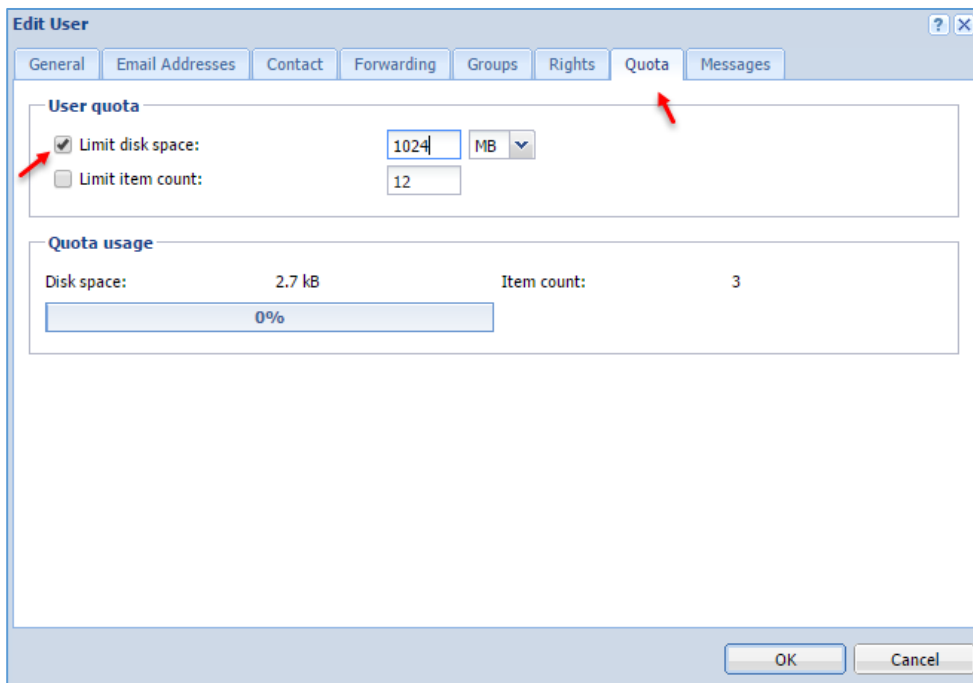 Edit User
?
General Email Addresses Contact Forwarding Groups Rights Quota Messages
User quota
Limit disk space: 1024 MB
Limit item count: 12
Quota usage
Disk space: 2.7 kB Item count: 3
0%
OK Cancel